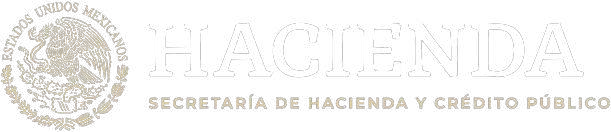 ESTADOS UNIDOS MEXICANOS
HACIENDA
SECRETARÍA DE HACIENDA Y CRÉDITO PÚBLICO